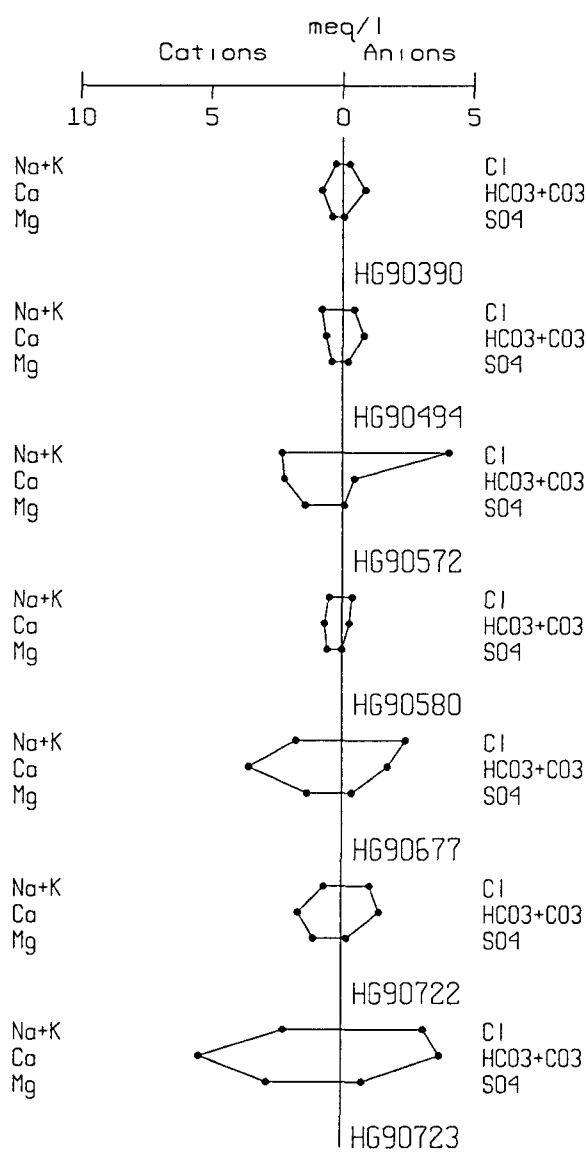 meq/l
Cations Anions
10 5 0 5
Na+K Cl
Ca HCO3+CO3
Mg SO4
HG90390
Na+K Cl
Ca HCO3+CO3
Mg SO4
HG90494
Na+K Cl
Ca HCO3+CO3
Mg SO4
HG90572
Na+K Cl
Ca HCO3+CO3
Mg SO4
HG90580
Na+K Cl
Ca HCO3+CO3
Mg SO4
HG90677
Na+K Cl
Ca HCO3+CO3
Mg SO4
HG90722
Na+K Cl
Ca HCO3+CO3
Mg SO4
HG90723